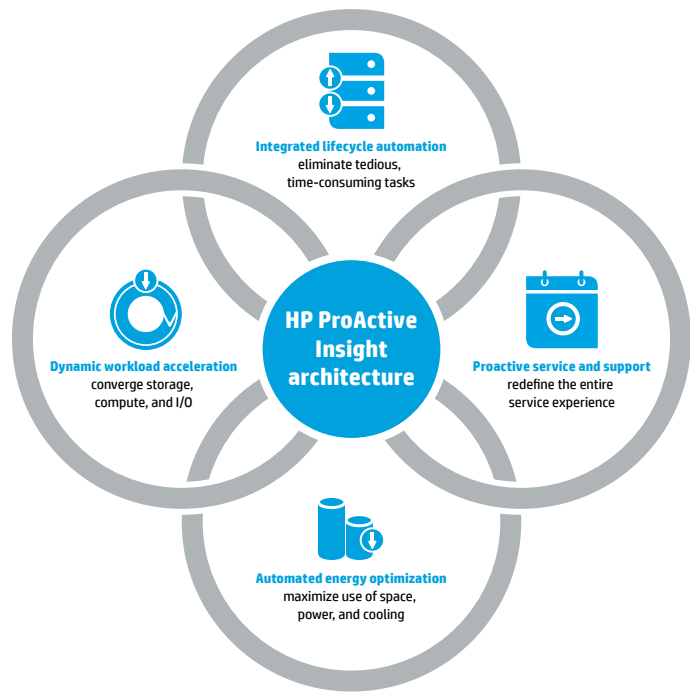 Integrated lifecycle automation
eliminate tedious,
time-consuming tasks
HP ProActive
Insight
architecture
Dynamic workload acceleration
converge storage,
compute, and I/O
Proactive service and support
redefine the entire
service experience
Automated energy optimization
maximize use of space,
power, and cooling